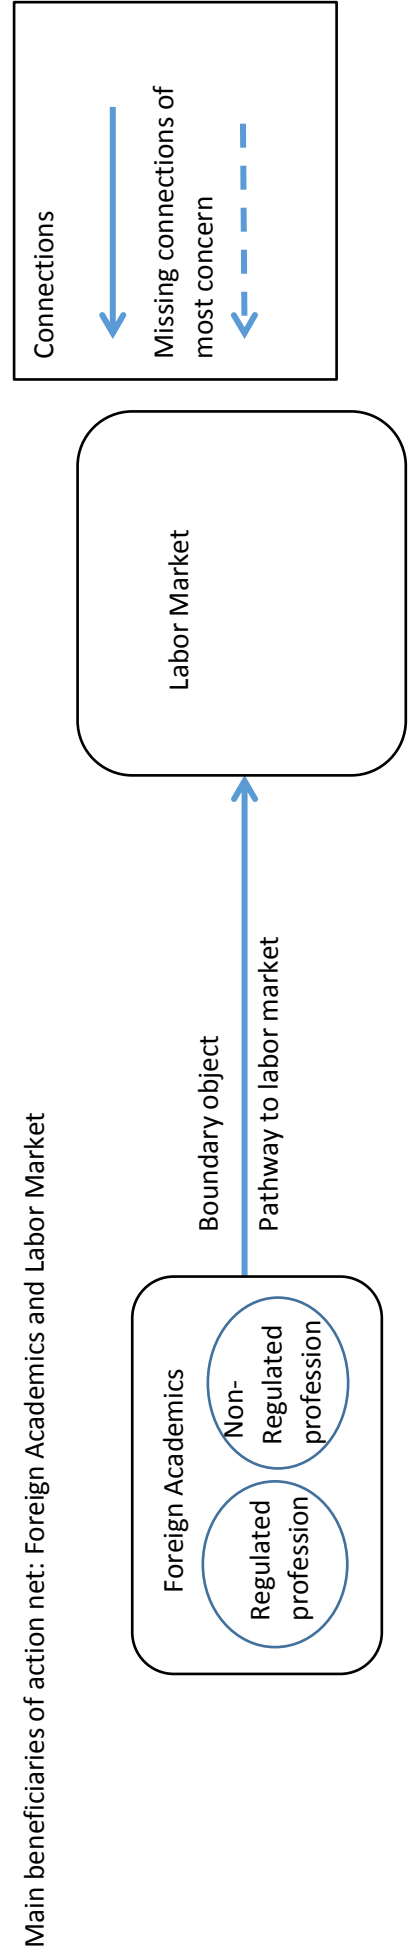 Main beneficiaries of action net: Foreign Academics and Labor Market
Foreign Academics
Regulated
profession
Non-
Regulated
profession
Boundary object
Pathway to labor market
Labor Market
Connections
Missing connections of
most concern